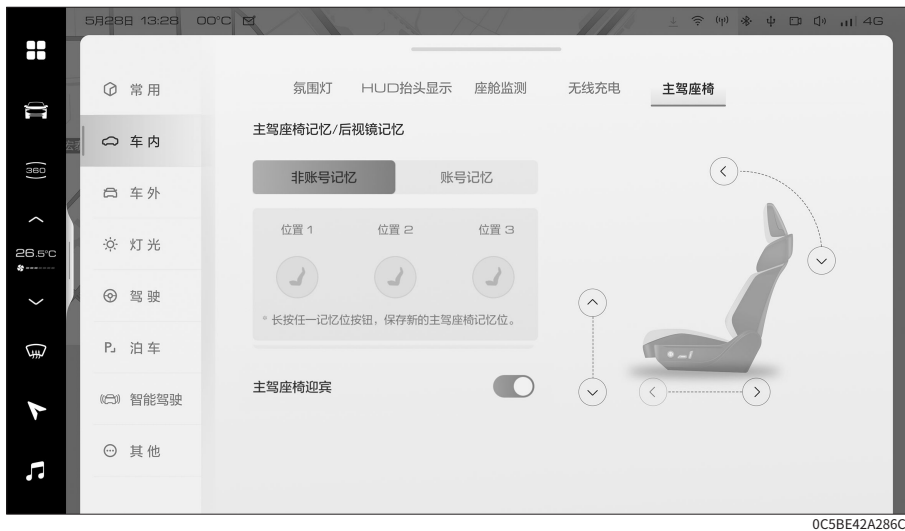 5月28日 13:28 00°C 4G
氛围灯 HUD抬头显示 座舱监测 无线充电 主驾座椅
常用
主驾座椅记忆/后视镜记忆
车内
360
非账号记忆 账号记忆
车外
位置 1 位置 2 位置 3
灯光
26.5°C
驾驶
* 长按任一记忆位按钮，保存新的主驾座椅记忆位。
P 泊车
主驾座椅迎宾
智能驾驶
其他
0C5BE42A286C